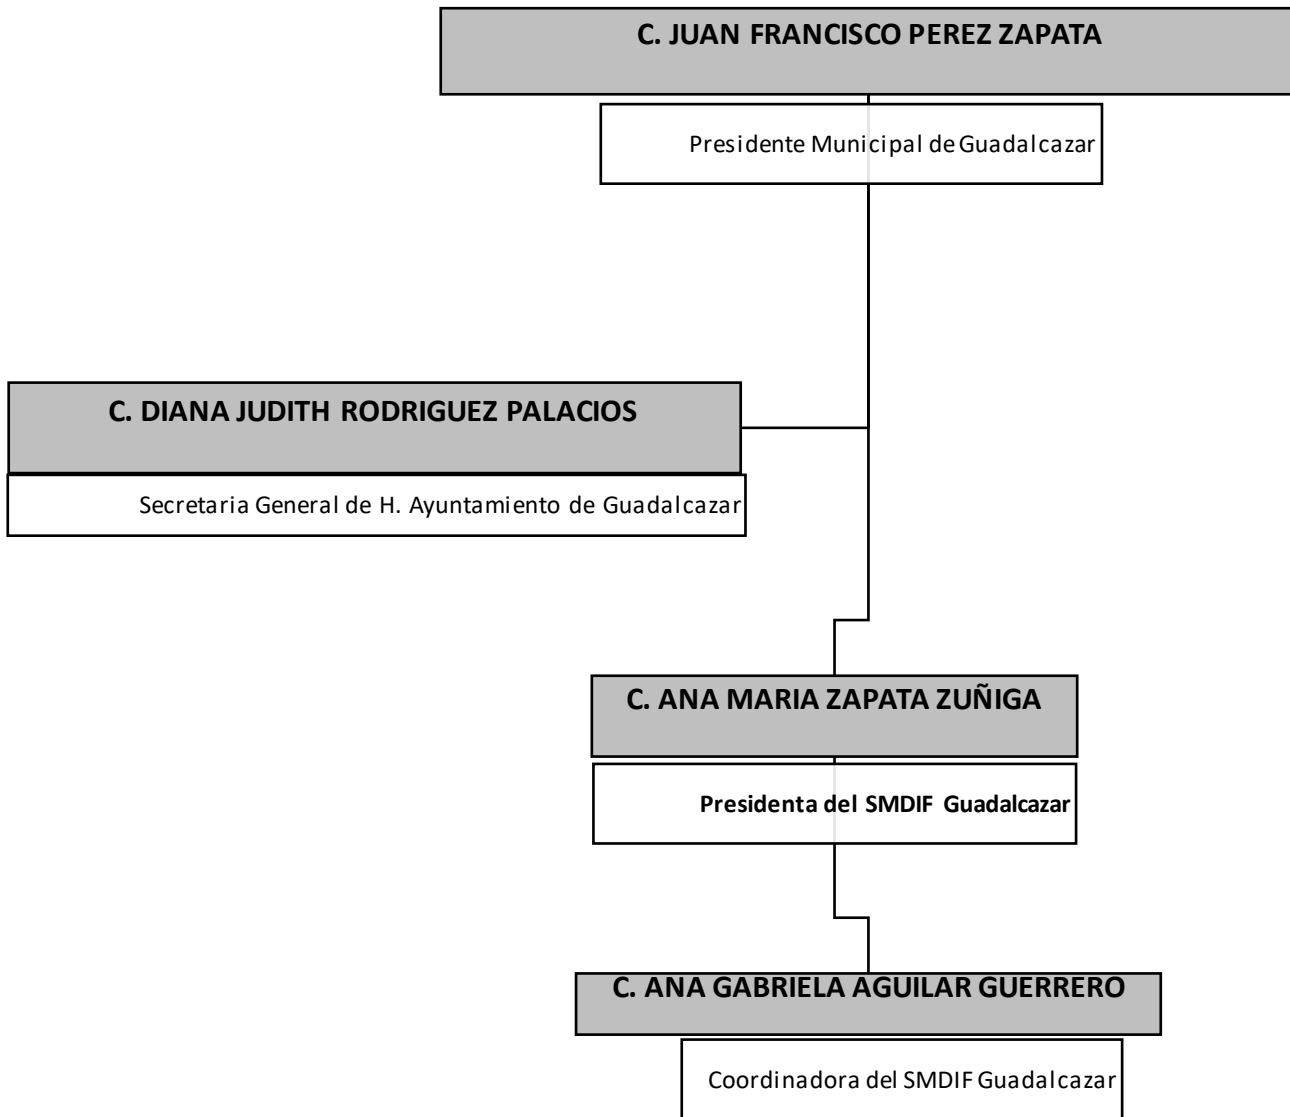 C. JUAN FRANCISCO PEREZ ZAPATA
Presidente Municipal de Guadalcazar
C. DIANA JUDITH RODRIGUEZ PALACIOS
Secretaria General de H. Ayuntamiento de Guadalcazar
C. ANA MARIA ZAPATA ZUÑIGA
Presidenta del SMDIF Guadalcazar
C. ANA GABRIELA AGUILAR GUERRERO
Coordinadora del SMDIF Guadalcazar